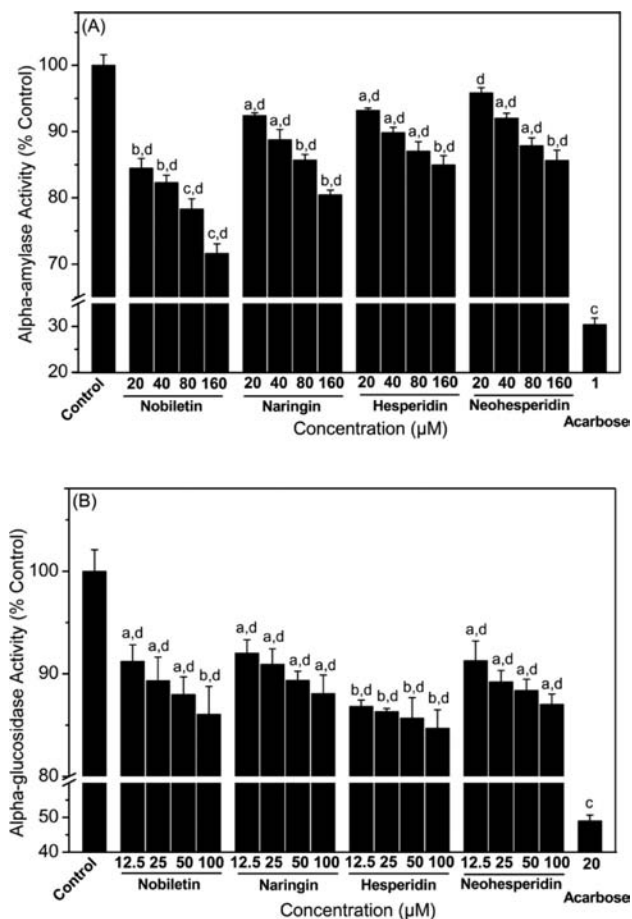 (A)
Alpha-amylase Activity (% Control)
100
90
80
70
30
20
b,d b,d c,d c,d
a,d a,d b,d b,d
a,d a,d a,d b,d
d a,d a,d b,d
c
Control
20 40 80 160 20 40 80 160 20 40 80 160 20 40 80 160 1
Nobiletin Naringin Hesperidin Neohesperidin Acarbose
Concentration (µM)
(B)
Alpha-glucosidase Activity (% Control)
100
90
80
50
40
a,d a,d a,d b,d
a,d a,d a,d a,d
b,d b,d b,d b,d
a,d a,d a,d a,d
c
Control
12.5 25 50 100 12.5 25 50 100 12.5 25 50 100 12.5 25 50 100 20
Nobiletin Naringin Hesperidin Neohesperidin Acarbose
Concentration (µM)